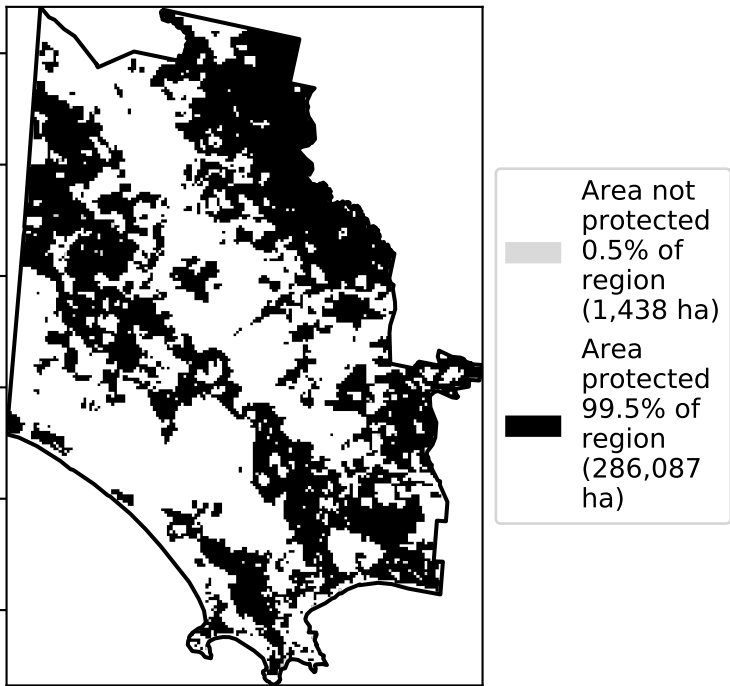 Area not
protected
0.5% of
region
(1,438 ha)
Area
protected
99.5% of
region
(286,087
ha)